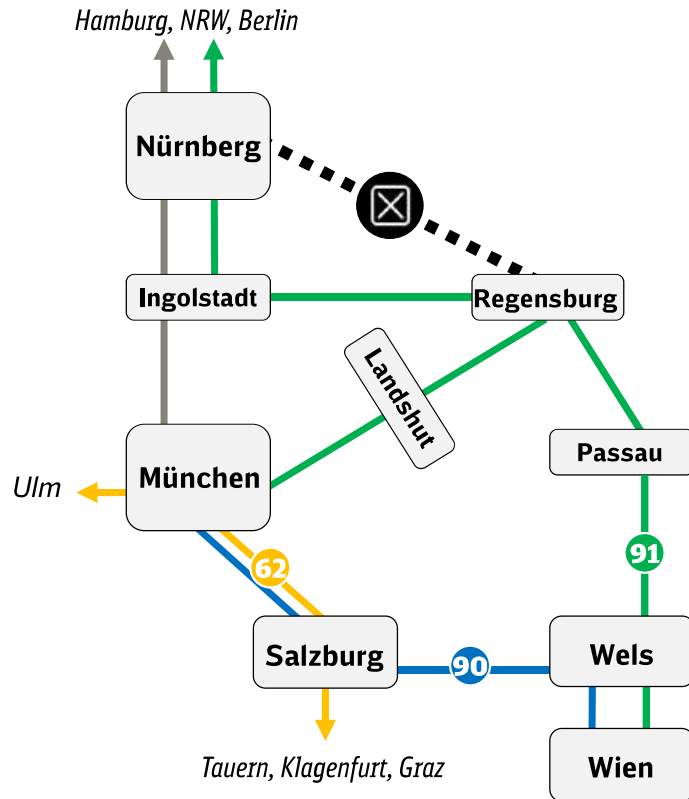 Hamburg, NRW, Berlin
Nürnberg
Ingolstadt
Regensburg
Landshut
München
Passau
Ulm
91
62
Salzburg
90
Wels
Tauern, Klagenfurt, Graz
Wien